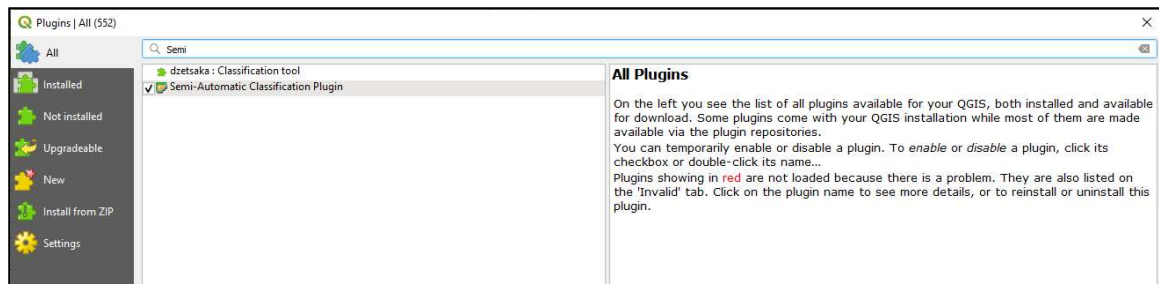 Plugins | All (552)
All
Installed
Not installed
Upgradeable
New
Install from ZIP
Settings
Semi
dzetsaka : Classification tool
Semi-Automatic Classification Plugin
All Plugins
On the left you see the list of all plugins available for your QGIS, both installed and available
for download. Some plugins come with your QGIS installation while most of them are made
available via the plugin repositories.
You can temporarily enable or disable a plugin. To enable or disable a plugin, click its
checkbox or double-click its name...
Plugins showing in red are not loaded because there is a problem. They are also listed on
the 'Invalid' tab. Click on the plugin name to see more details, or to reinstall or uninstall this
plugin.